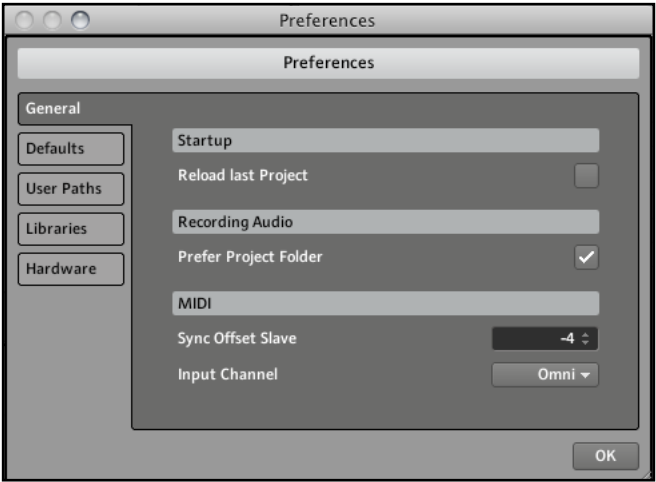 Preferences
Preferences
General
Defaults
User Paths
Libraries
Hardware
Startup
Reload last Project
Recording Audio
Prefer Project Folder
MIDI
Sync Offset Slave -4
Input Channel Omni
OK